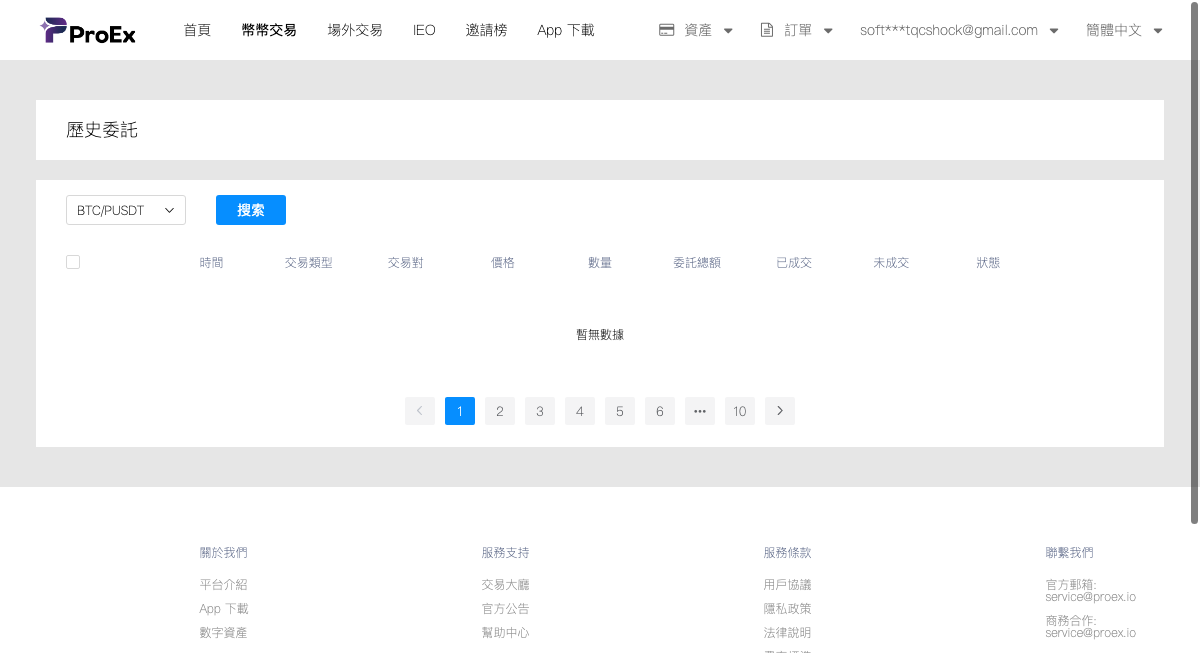 ProEx 首頁 幣幣交易 場外交易 IEO 邀請榜 App 下載 資產 訂單 soft***tqcshock@gmail.com 簡體中文
歷史委託
BTC/PUSDT 搜索
時間 交易類型 交易對 價格 數量 委託總額 已成交 未成交 狀態
暫無數據
1 2 3 4 5 6 ••• 10
關於我們 服務支持 服務條款 聯繫我們
平台介紹 交易大廳 用戶協議 官方郵箱:
service@proex.io
App 下載 官方公告 隱私政策 商務合作:
數字資產 幫助中心 法律說明 service@proex.io